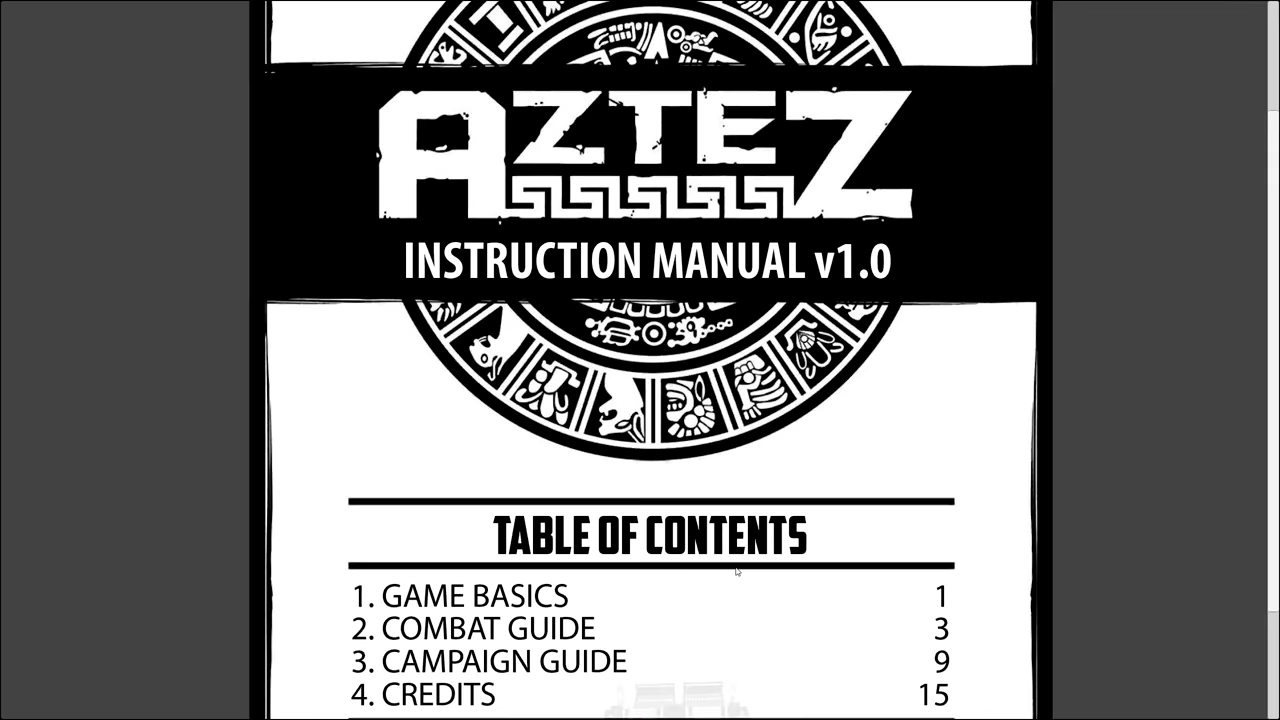 AZTEZ
INSTRUCTION MANUAL v1.0
TABLE OF CONTENTS
1. GAME BASICS 1
2. COMBAT GUIDE 3
3. CAMPAIGN GUIDE 9
4. CREDITS 15